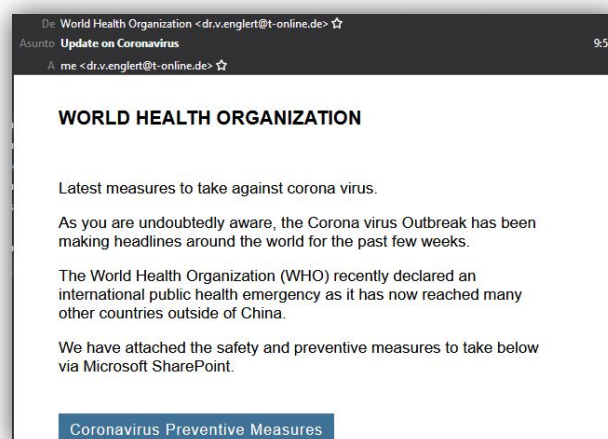 De World Health Organization <dr.v.englert@t-online.de> ☆
Asunto Update on Coronavirus 9:5
A me <dr.v.englert@t-online.de> ☆
WORLD HEALTH ORGANIZATION
Latest measures to take against corona virus.
As you are undoubtedly aware, the Corona virus Outbreak has been
making headlines around the world for the past few weeks.
The World Health Organization (WHO) recently declared an
international public health emergency as it has now reached many
other countries outside of China.
We have attached the safety and preventive measures to take below
via Microsoft SharePoint.
Coronavirus Preventive Measures